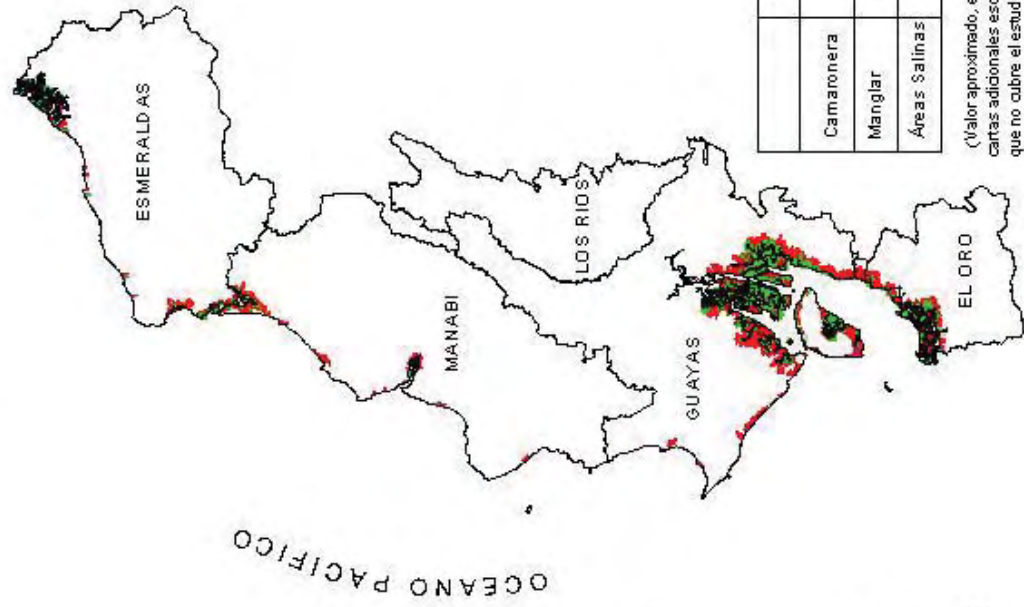 ESMERALDAS
OCEANO PACIFICO
MANABI
LOS RIOS
GUAYAS
EL ORO
Camaronera
Manglar
Áreas Salinas
(Valor aproximado, e
cartas adicionales esc
que no cubre el estud